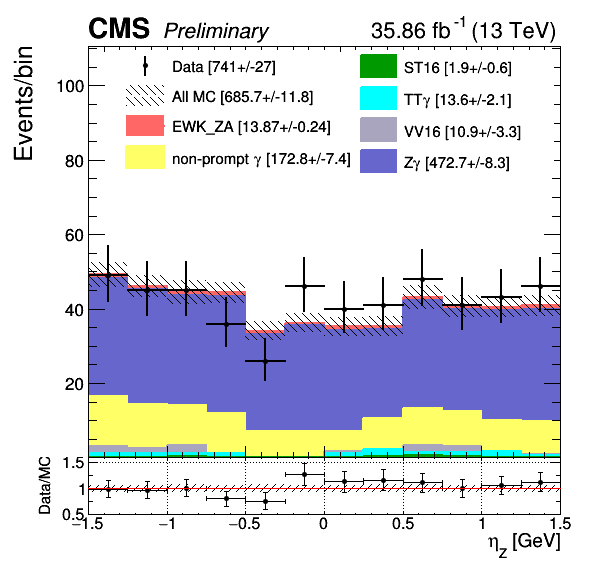 CMS Preliminary 35.86 fb⁻¹ (13 TeV)
Events/bin
Data [741+/-27]
All MC [685.7+/-11.8]
EWK_ZA [13.87+/-0.24]
non-prompt γ [172.8+/-7.4]
ST16 [1.9+/-0.6]
TTγ [13.6+/-2.1]
VV16 [10.9+/-3.3]
Zγ [472.7+/-8.3]
100
80
60
40
20
Data/MC
1.5
1
0.5
−1.5 −1 −0.5 0 0.5 1 1.5
η_Z [GeV]